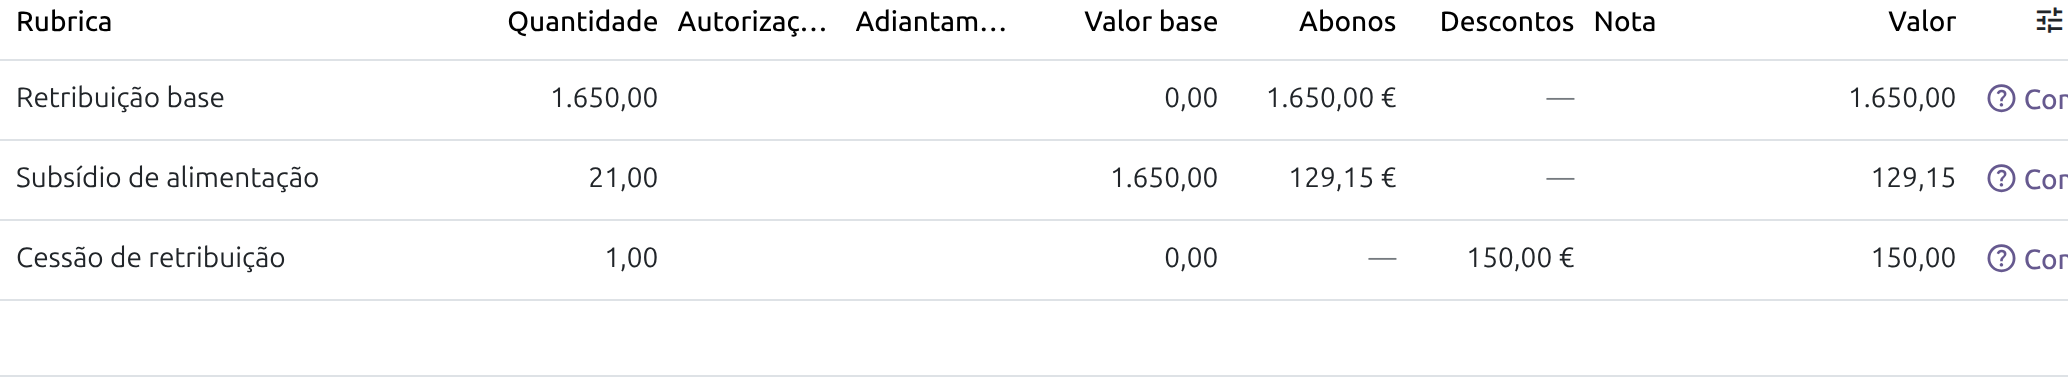 Rubrica Quantidade Autorizaç... Adiantam... Valor base Abonos Descontos Nota Valor
Retribuição base 1.650,00 0,00 1.650,00 € — 1.650,00 Cor
Subsídio de alimentação 21,00 1.650,00 129,15 € — 129,15 Cor
Cessão de retribuição 1,00 0,00 — 150,00 € 150,00 Cor